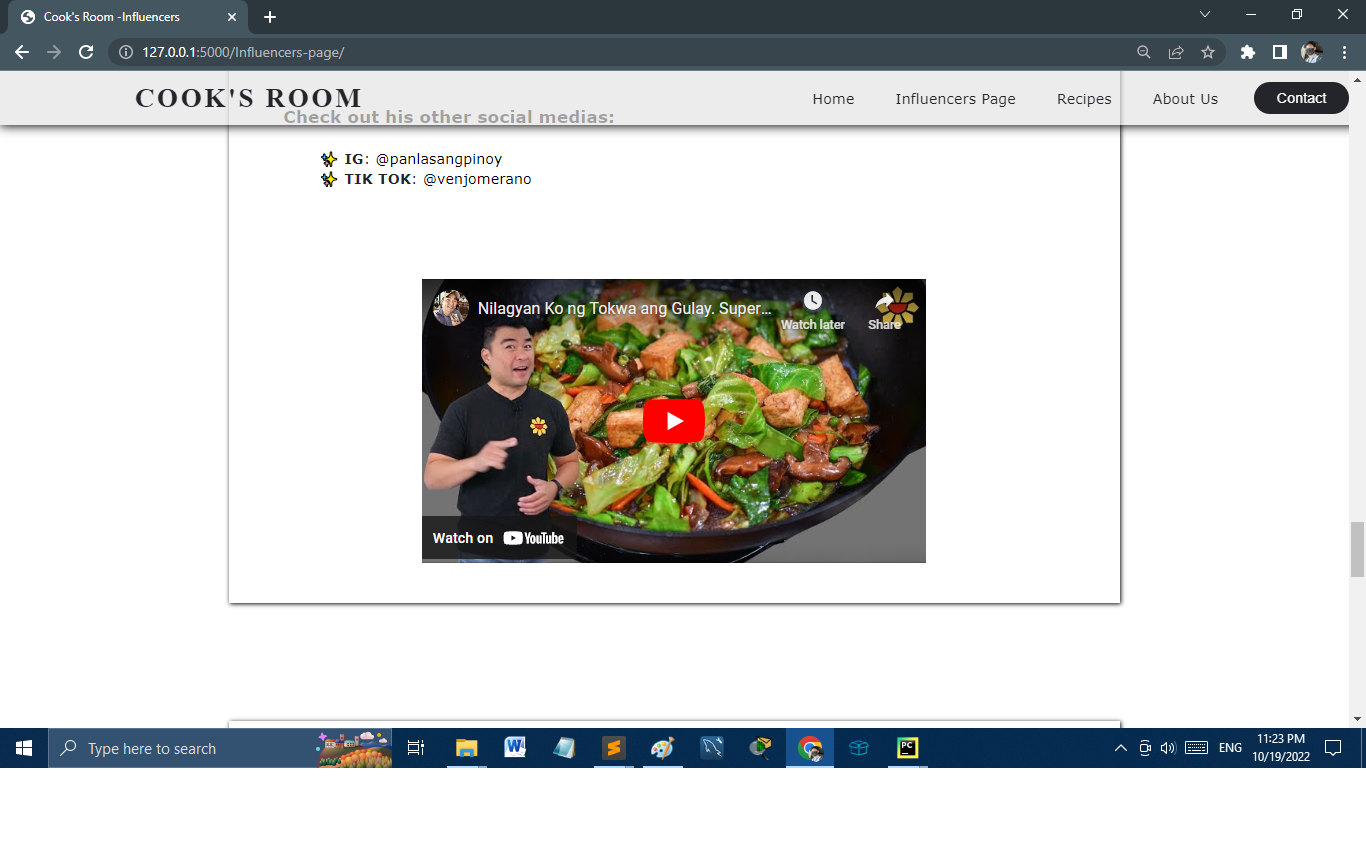 Cook's Room -Influencers
127.0.0.1:5000/Influencers-page/
COOK'S ROOM
Home
Influencers Page
Recipes
About Us
Contact
Check out his other social medias:
IG: @panlasangpinoy
TIK TOK: @venjomerano
Nilagyan Ko ng Tokwa ang Gulay. Super...
Watch later
Share
Watch on YouTube
Type here to search
W
PC
ENG
11:23 PM
10/19/2022